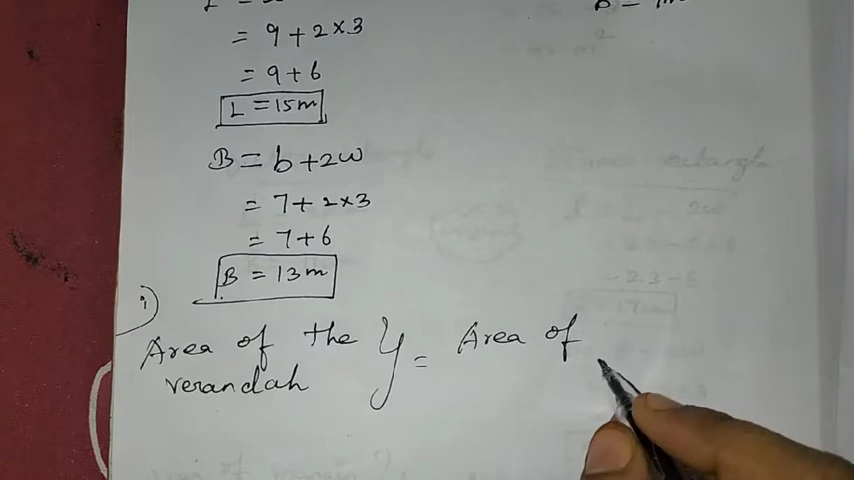 = 9 + 2 x 3
= 9 + 6
L = 15m
B = b + 2w
= 7 + 2 x 3
= 7 + 6
B = 13m
i)
Area of the verandah } = Area of